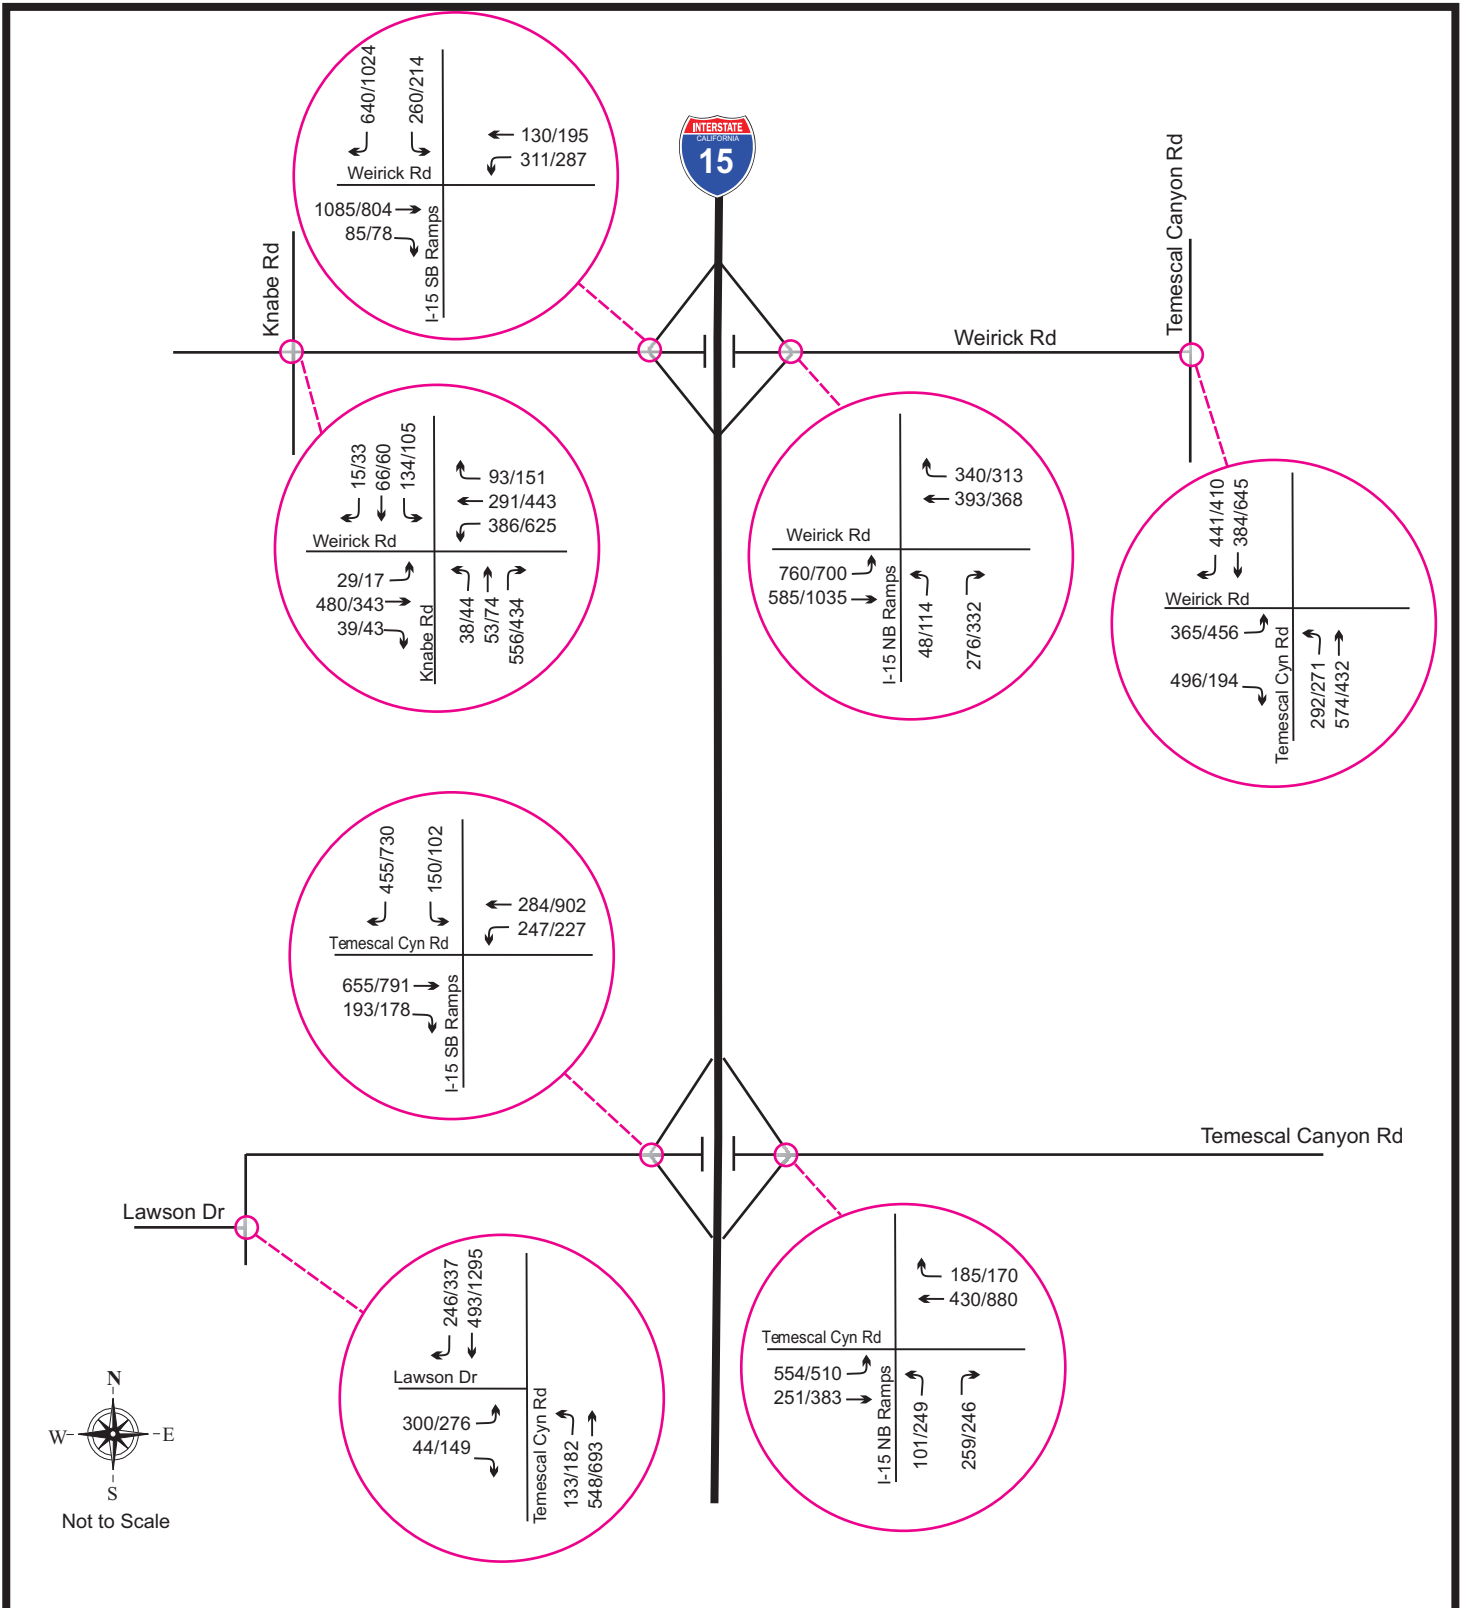 640/1024
260/214
130/195
311/287
Weirick Rd
1085/804
85/78
I-15 SB Ramps
INTERSTATE
CALIFORNIA
15
Knabe Rd
Temescal Canyon Rd
Weirick Rd
15/33
66/60
134/105
93/151
291/443
386/625
Weirick Rd
29/17
480/343
39/43
Knabe Rd
38/44
53/74
556/434
340/313
393/368
Weirick Rd
760/700
585/1035
I-15 NB Ramps
48/114
276/332
441/410
384/645
Weirick Rd
365/456
496/194
Temescal Cyn Rd
292/271
574/432
455/730
150/102
284/902
247/227
Temescal Cyn Rd
655/791
193/178
I-15 SB Ramps
Temescal Canyon Rd
Lawson Dr
246/337
493/1295
Lawson Dr
300/276
44/149
Temescal Cyn Rd
133/182
548/693
185/170
430/880
Temescal Cyn Rd
554/510
251/383
I-15 NB Ramps
101/249
259/246
N
W
E
S
Not to Scale